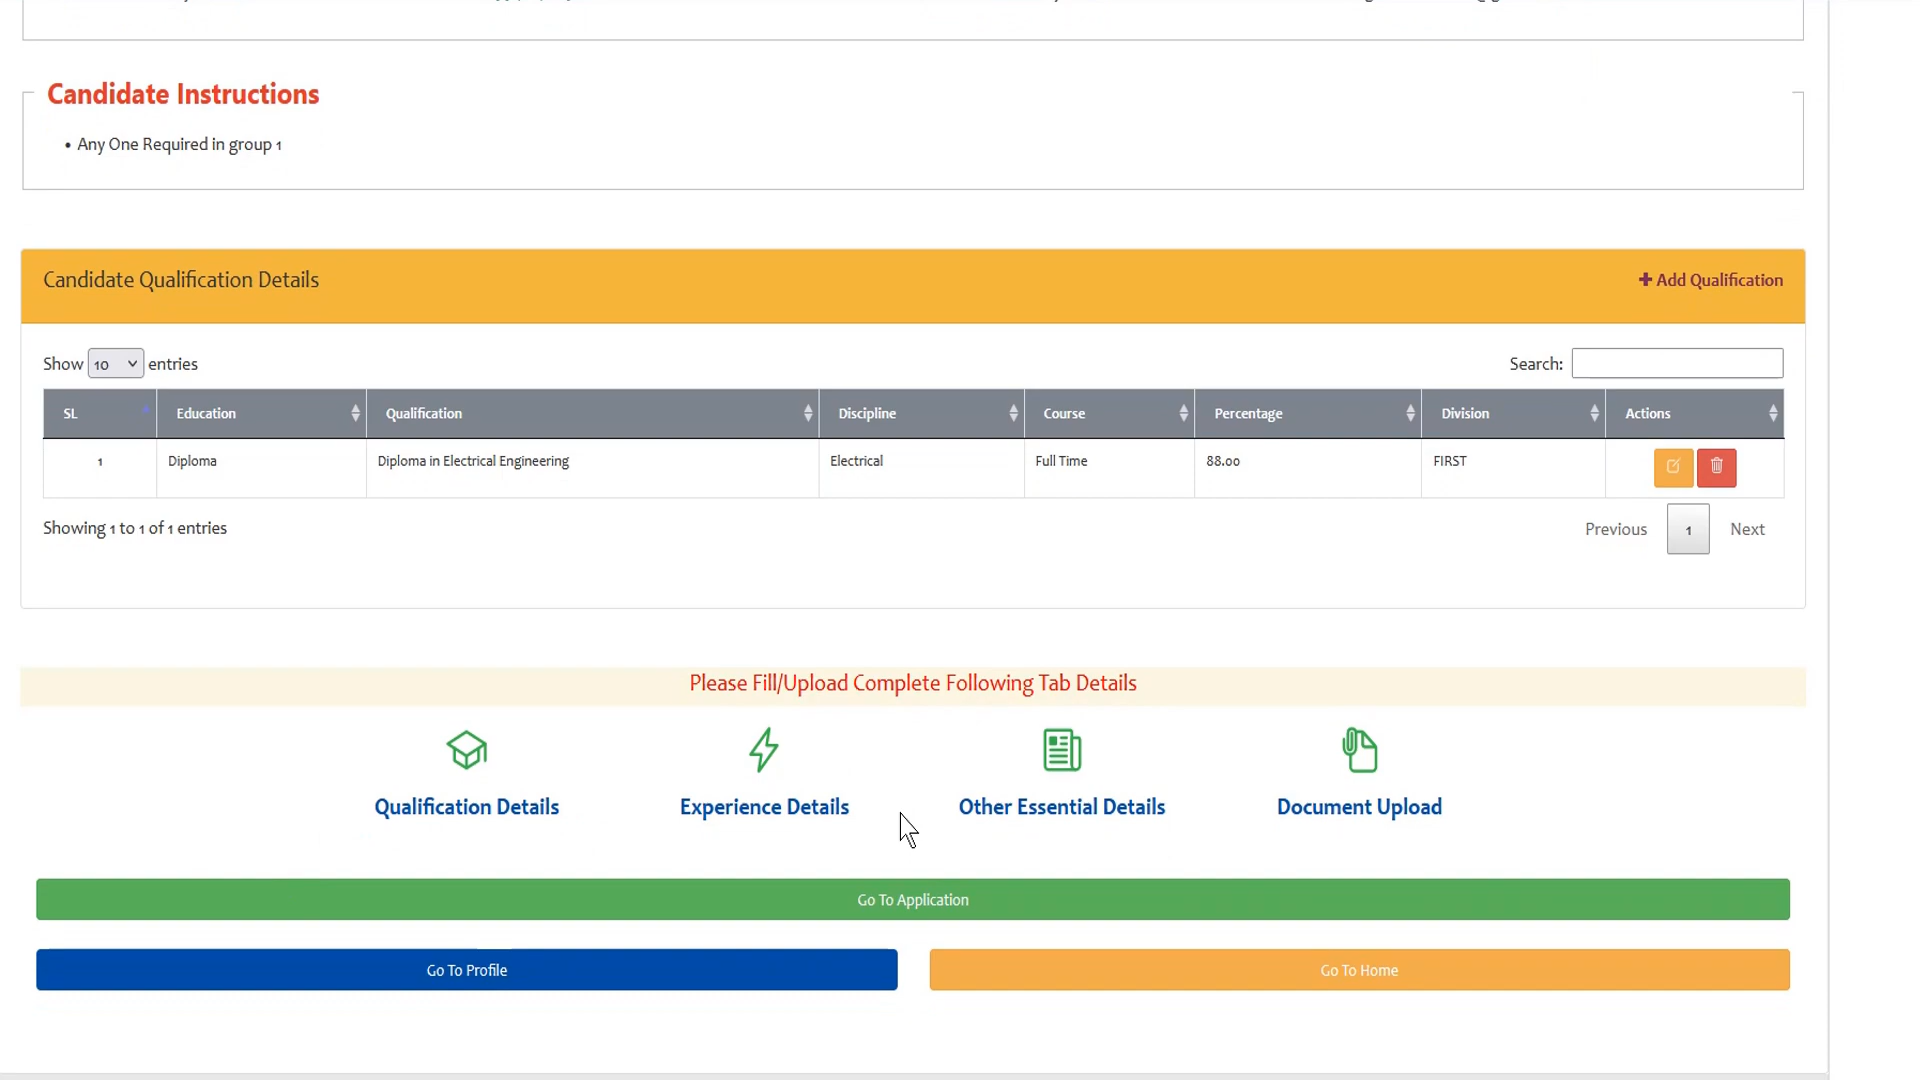 Candidate Instructions
• Any One Required in group 1
Candidate Qualification Details
+ Add Qualification
Show 10 entries
Search:
SL Education Qualification Discipline Course Percentage Division Actions
1 Diploma Diploma in Electrical Engineering Electrical Full Time 88.00 FIRST
Showing 1 to 1 of 1 entries
Previous 1 Next
Please Fill/Upload Complete Following Tab Details
Qualification Details Experience Details Other Essential Details Document Upload
Go To Application
Go To Profile Go To Home